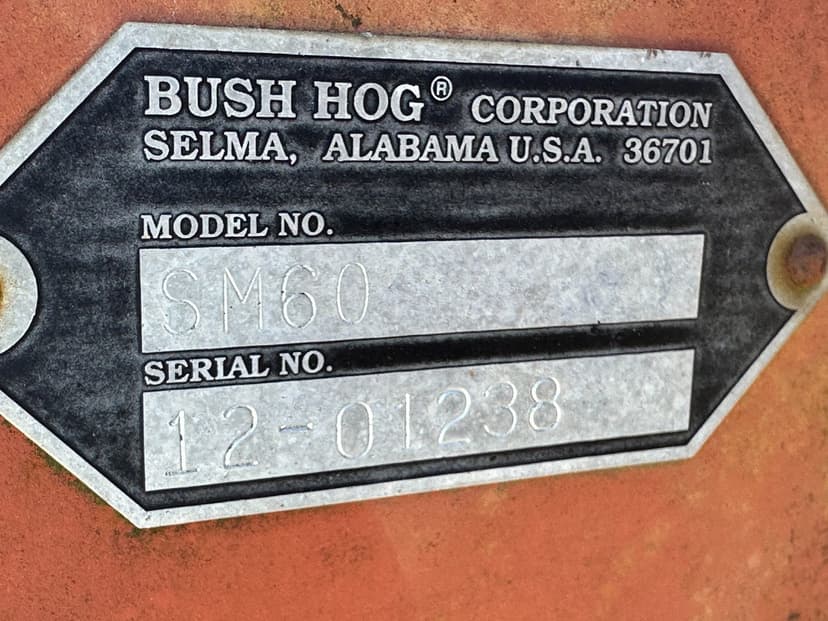 BUSH HOG® CORPORATION
SELMA, ALABAMA U.S.A. 36701
MODEL NO.
SM60
SERIAL NO.
12-01238